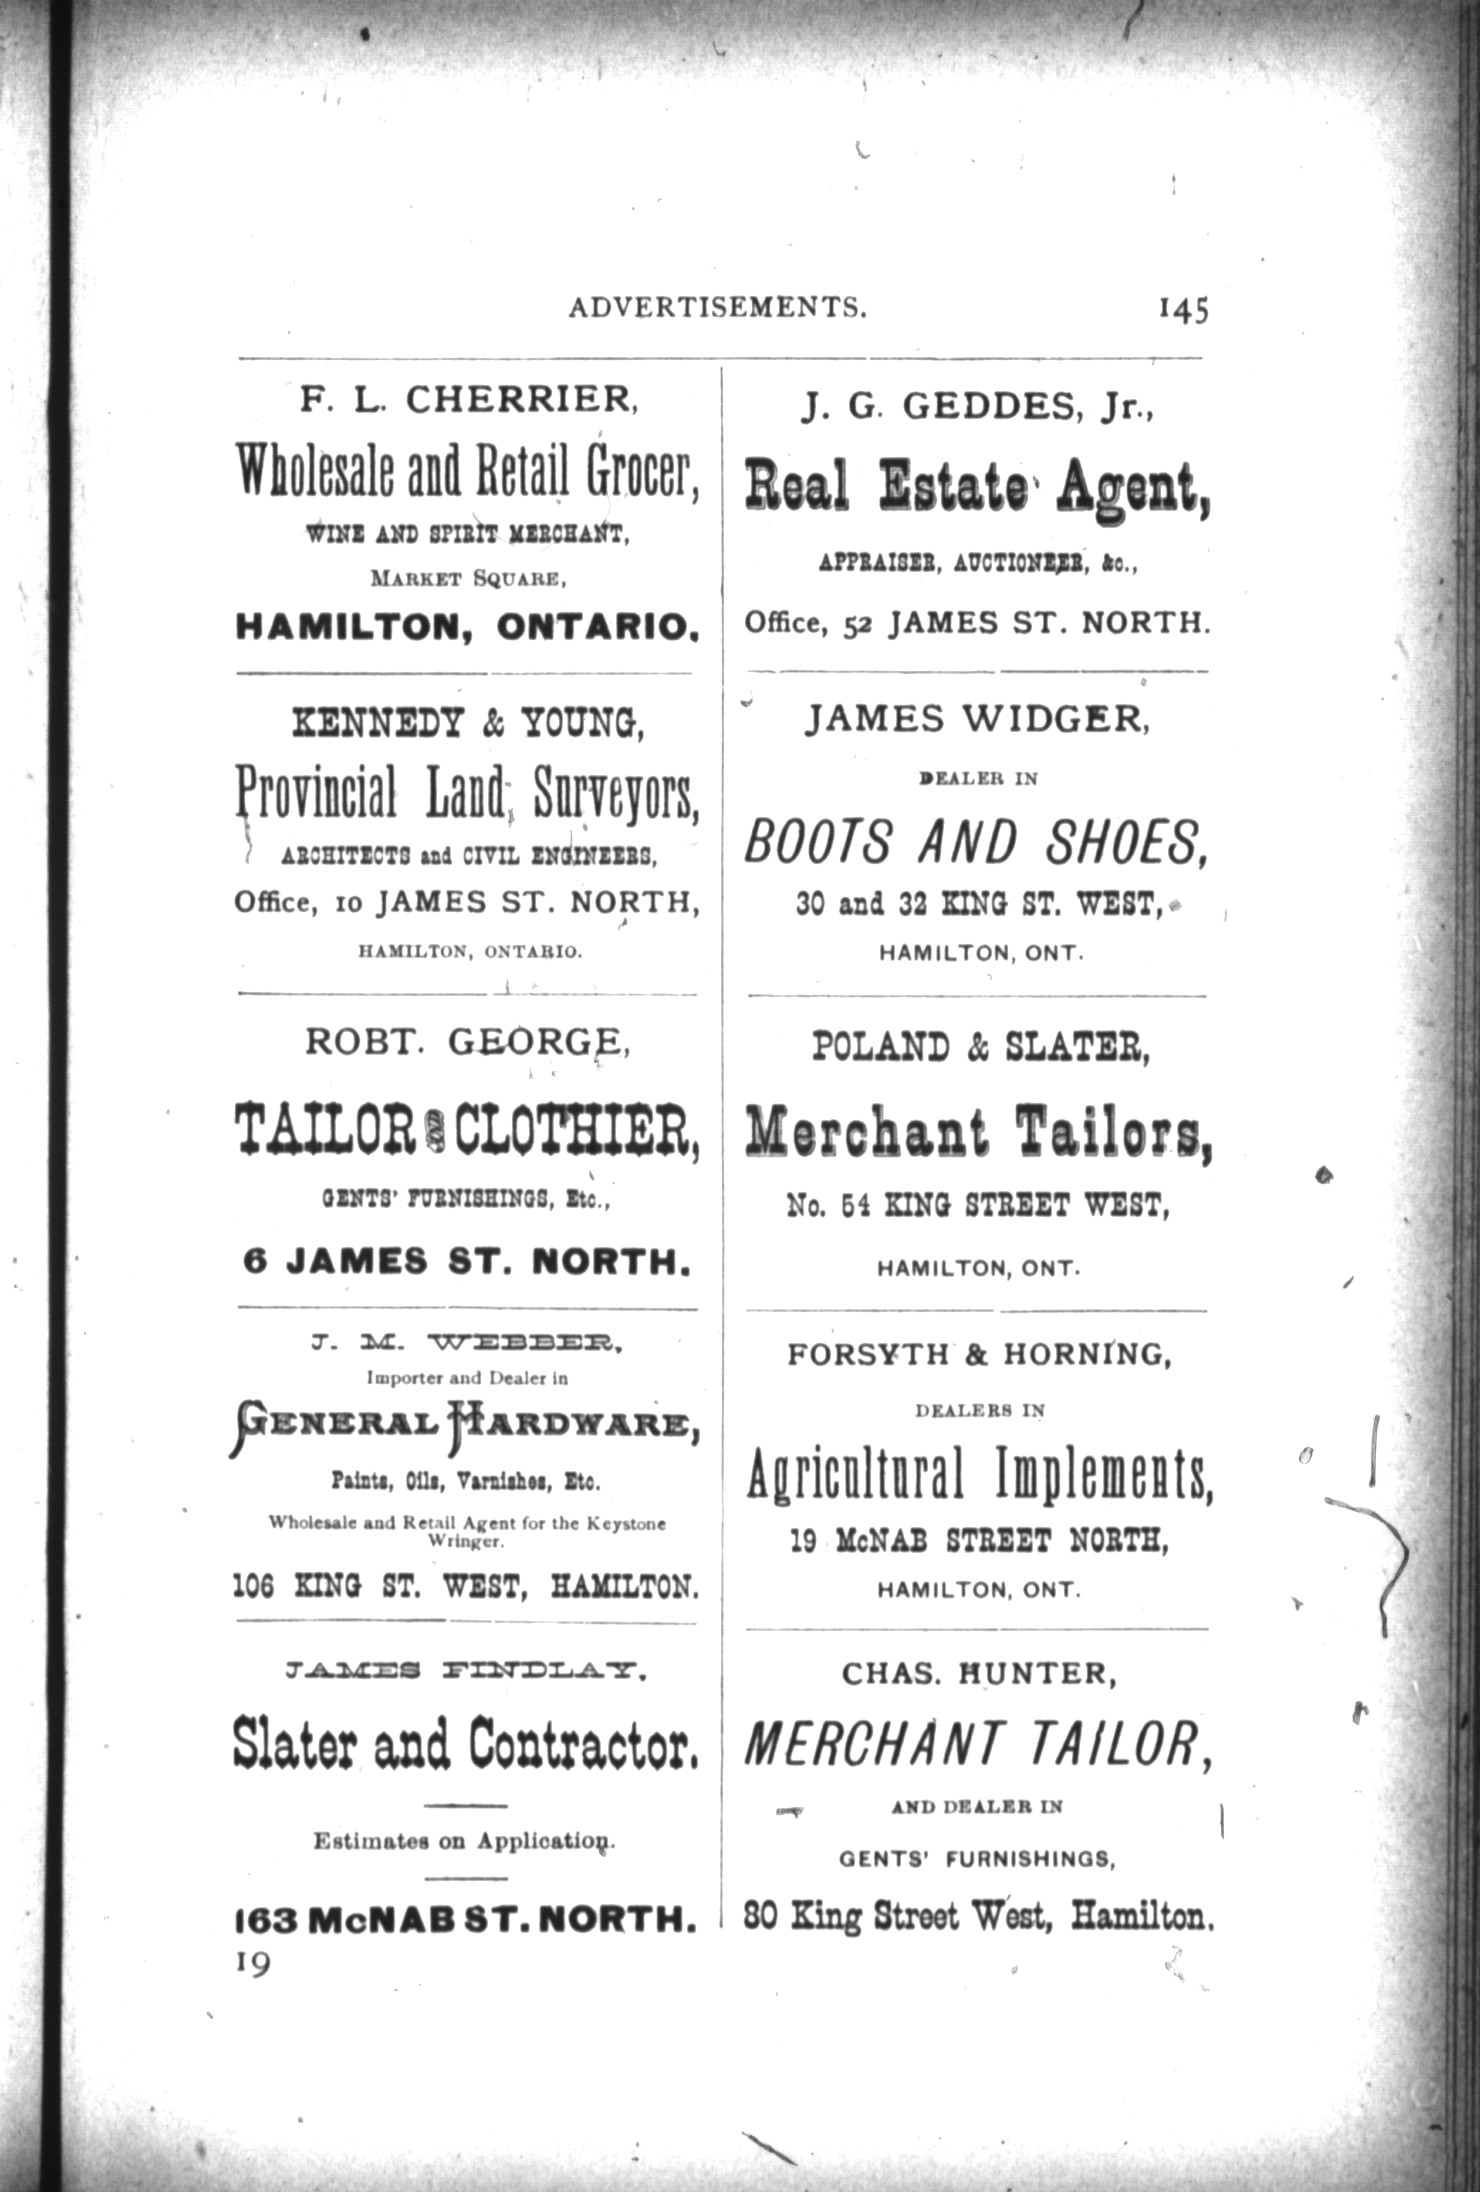 ADVERTISEMENTS. 145
F. L. CHERRIER,
Wholesale and Retail Grocer,
WINE AND SPIRIT MERCHANT,
MARKET SQUARE,
HAMILTON, ONTARIO.
KENNEDY & YOUNG,
Provincial Land Surveyors,
ARCHITECTS and CIVIL ENGINEERS,
Office, 10 JAMES ST. NORTH,
HAMILTON, ONTARIO.
ROBT. GEORGE,
TAILOR & CLOTHIER,
GENTS' FURNISHINGS, Etc.,
6 JAMES ST. NORTH.
J. M. WEBBER,
Importer and Dealer in
GENERAL HARDWARE,
Paints, Oils, Varnishes, Etc.
Wholesale and Retail Agent for the Keystone
Wringer.
106 KING ST. WEST, HAMILTON.
JAMES FINDLAY,
Slater and Contractor.
Estimates on Application.
163 McNAB ST. NORTH.
19
J. G. GEDDES, Jr.,
Real Estate Agent,
APPRAISER, AUCTIONEER, &c.,
Office, 52 JAMES ST. NORTH.
JAMES WIDGER,
DEALER IN
BOOTS AND SHOES,
30 and 32 KING ST. WEST,
HAMILTON, ONT.
POLAND & SLATER,
Merchant Tailors,
No. 54 KING STREET WEST,
HAMILTON, ONT.
FORSYTH & HORNING,
DEALERS IN
Agricultural Implements,
19 McNAB STREET NORTH,
HAMILTON, ONT.
CHAS. HUNTER,
MERCHANT TAILOR,
AND DEALER IN
GENTS' FURNISHINGS,
80 King Street West, Hamilton.